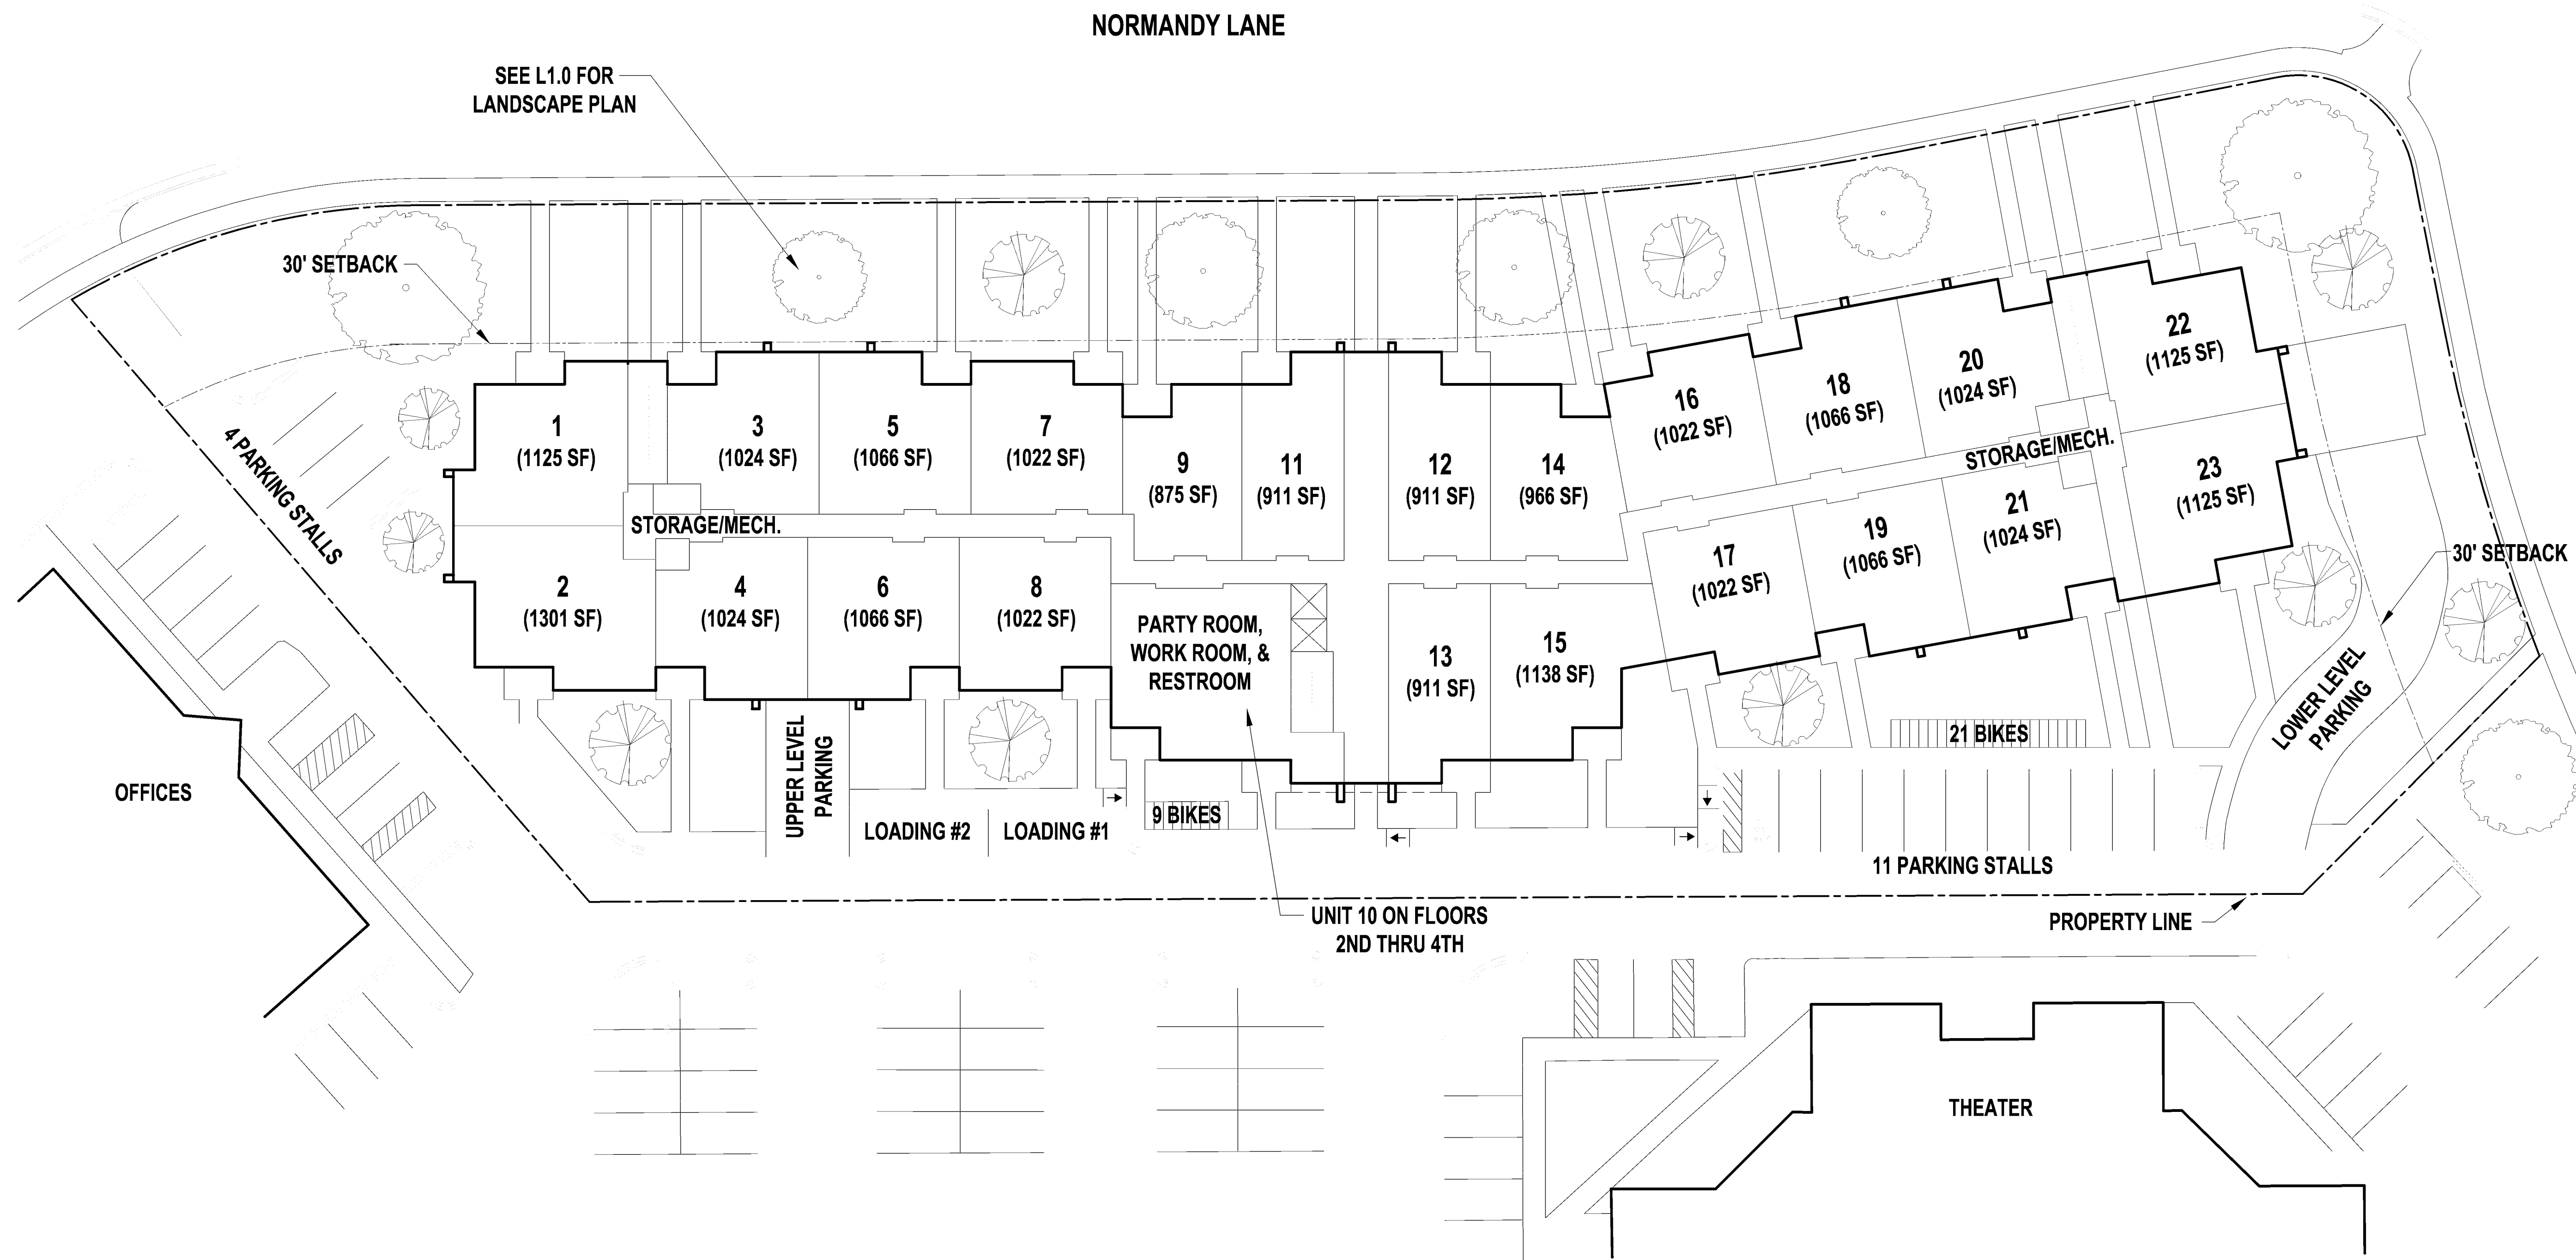 NORMANDY LANE
SEE L1.0 FOR
LANDSCAPE PLAN
30' SETBACK
4 PARKING STALLS
1
(1125 SF)
3
(1024 SF)
5
(1066 SF)
7
(1022 SF)
9
(875 SF)
11
(911 SF)
12
(911 SF)
14
(966 SF)
16
(1022 SF)
18
(1066 SF)
20
(1024 SF)
22
(1125 SF)
STORAGE/MECH.
STORAGE/MECH.
2
(1301 SF)
4
(1024 SF)
6
(1066 SF)
8
(1022 SF)
PARTY ROOM,
WORK ROOM, &
RESTROOM
13
(911 SF)
15
(1138 SF)
17
(1022 SF)
19
(1066 SF)
21
(1024 SF)
23
(1125 SF)
30' SETBACK
LOWER LEVEL
PARKING
UPPER LEVEL
PARKING
LOADING #2
LOADING #1
9 BIKES
21 BIKES
11 PARKING STALLS
OFFICES
UNIT 10 ON FLOORS
2ND THRU 4TH
PROPERTY LINE
THEATER